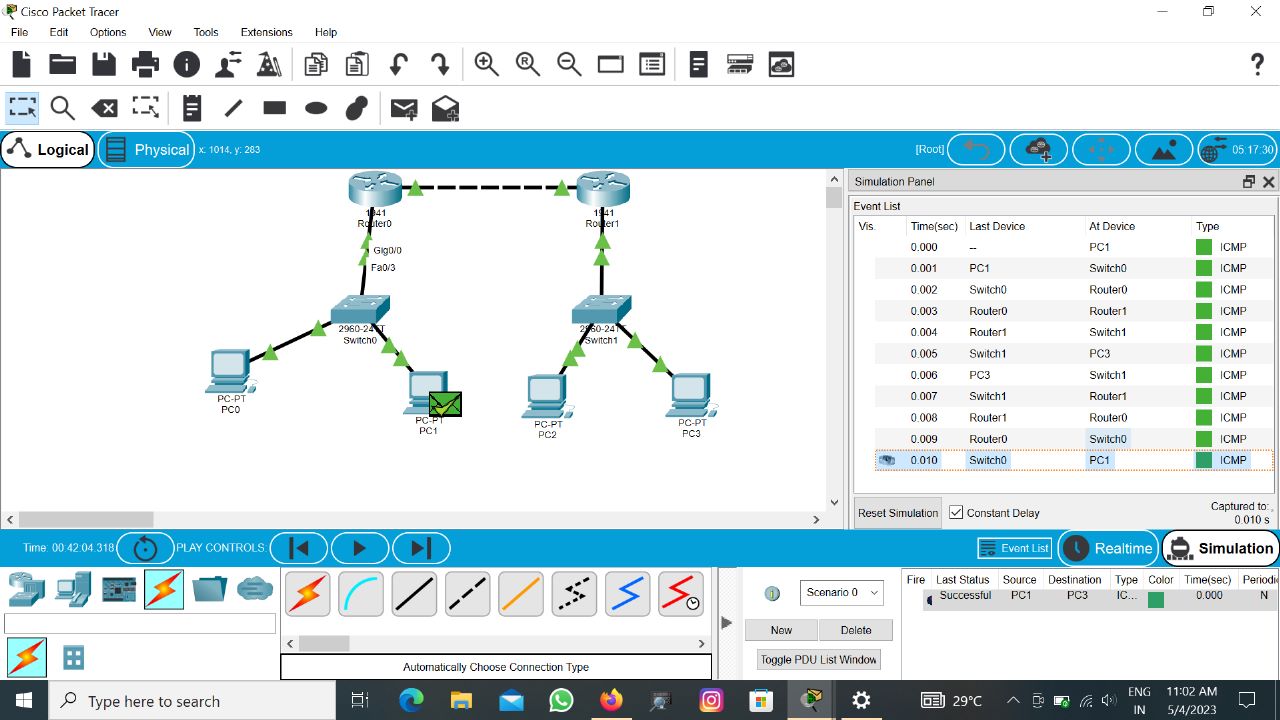 Cisco Packet Tracer
File Edit Options View Tools Extensions Help
Logical Physical x: 1014, y: 283 [Root] 05:17:30
1941
Router0
1941
Router1
Gig0/0
Fa0/3
2960-24TT
Switch0
2960-24TT
Switch1
PC-PT
PC0
PC-PT
PC1
PC-PT
PC2
PC-PT
PC3
Simulation Panel
Event List
Vis. Time(sec) Last Device At Device Type
0.000 -- PC1 ICMP
0.001 PC1 Switch0 ICMP
0.002 Switch0 Router0 ICMP
0.003 Router0 Router1 ICMP
0.004 Router1 Switch1 ICMP
0.005 Switch1 PC3 ICMP
0.006 PC3 Switch1 ICMP
0.007 Switch1 Router1 ICMP
0.008 Router1 Router0 ICMP
0.009 Router0 Switch0 ICMP
0.010 Switch0 PC1 ICMP
Reset Simulation Constant Delay Captured to:
0.010 s
Time: 00:42:04.318 PLAY CONTROLS: Event List Realtime Simulation
Automatically Choose Connection Type
Scenario 0
New Delete
Toggle PDU List Window
Fire Last Status Source Destination Type Color Time(sec) Periodi
Successful PC1 PC3 IC... 0.000 N
Type here to search 29°C ENG
IN
11:02 AM
5/4/2023